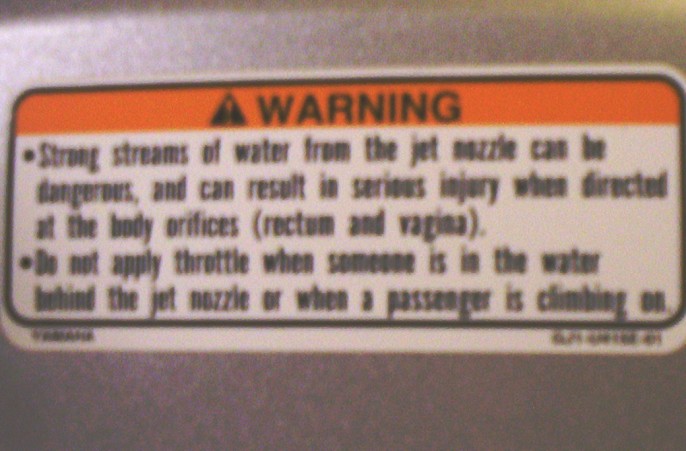 WARNING
•Strong streams of water from the jet nozzle can be
dangerous, and can result in serious injury when directed
at the body orifices (rectum and vagina).
•Do not apply throttle when someone is in the water
behind the jet nozzle or when a passenger is climbing on.
YAMAHA